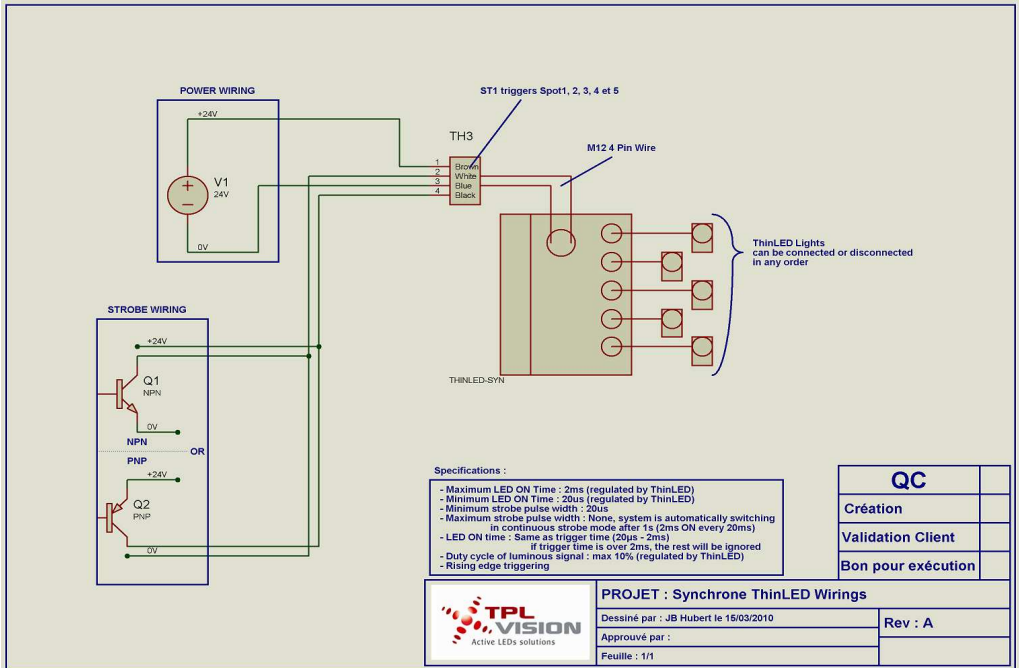 POWER WIRING
+24V
V1
24V
0V
ST1 triggers Spot1, 2, 3, 4 et 5
TH3
1 Brown
2 White
3 Blue
4 Black
M12 4 Pin Wire
THINLED-SYN
ThinLED Lights
can be connected or disconnected
in any order
STROBE WIRING
+24V
Q1
NPN
0V
NPN
OR
PNP
+24V
Q2
PNP
0V
Specifications :
- Maximum LED ON Time : 2ms (regulated by ThinLED)
- Minimum LED ON Time : 20us (regulated by ThinLED)
- Minimum strobe pulse width : 20us
- Maximum strobe pulse width : None, system is automatically switching
in continuous strobe mode after 1s (2ms ON every 20ms)
- LED ON time : Same as trigger time (20µs - 2ms)
if trigger time is over 2ms, the rest will be ignored
- Duty cycle of luminous signal : max 10% (regulated by ThinLED)
- Rising edge triggering
QC
Création
Validation Client
Bon pour exécution
TPL
VISION
Active LEDs solutions
PROJET : Synchrone ThinLED Wirings
Dessiné par : JB Hubert le 15/03/2010
Rev : A
Approuvé par :
Feuille : 1/1